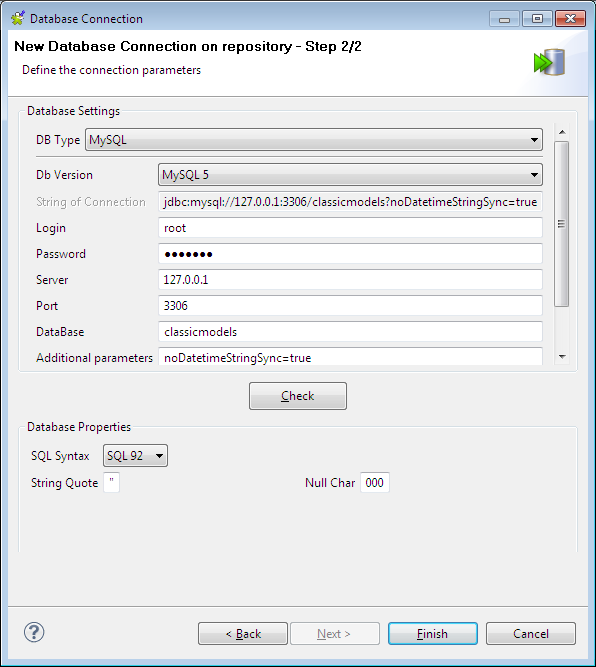 Database Connection
New Database Connection on repository - Step 2/2
Define the connection parameters
Database Settings
DB Type MySQL
Db Version MySQL 5
String of Connection jdbc:mysql://127.0.0.1:3306/classicmodels?noDatetimeStringSync=true
Login root
Password ●●●●●●●
Server 127.0.0.1
Port 3306
DataBase classicmodels
Additional parameters noDatetimeStringSync=true
Check
Database Properties
SQL Syntax SQL 92
String Quote " Null Char 000
? < Back Next > Finish Cancel